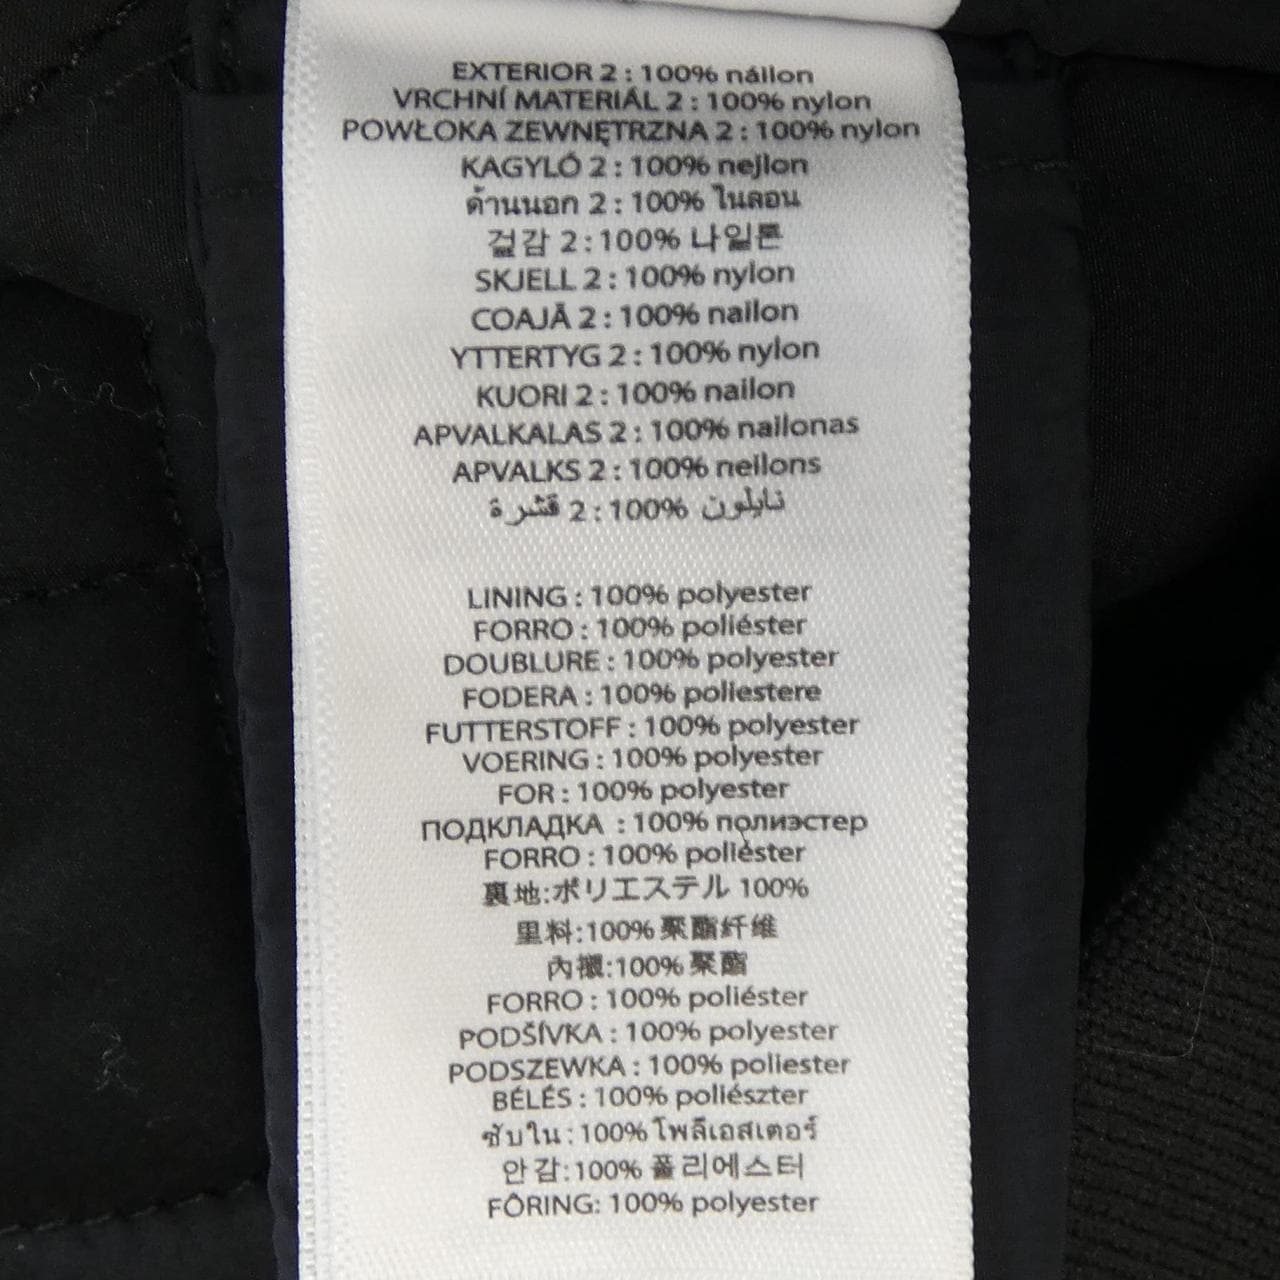 EXTERIOR 2 : 100% náilon
VRCHNÍ MATERIÁL 2 : 100% nylon
POWŁOKA ZEWNĘTRZNA 2 : 100% nylon
KAGYLÓ 2 : 100% nejlon
ด้านนอก 2 : 100% ไนลอน
겉감 2 : 100% 나일론
SKJELL 2 : 100% nylon
COAJĂ 2 : 100% nailon
YTTERTYG 2 : 100% nylon
KUORI 2 : 100% nailon
APVALKALAS 2 : 100% nailonas
APVALKS 2 : 100% neilons
قشرة 2 : 100% نايلون
LINING : 100% polyester
FORRO : 100% poliéster
DOUBLURE : 100% polyester
FODERA : 100% poliestere
FUTTERSTOFF : 100% polyester
VOERING : 100% polyester
FOR : 100% polyester
ПОДКЛАДКА : 100% полиэстер
FORRO : 100% poliéster
裏地:ポリエステル 100%
里料:100% 聚酯纤维
內襯:100% 聚酯
FORRO : 100% poliéster
PODŠÍVKA : 100% polyester
PODSZEWKA : 100% poliester
BÉLÉS : 100% poliészter
ซับใน : 100% โพลีเอสเตอร์
안감:100% 폴리에스터
FÔRING: 100% polyester